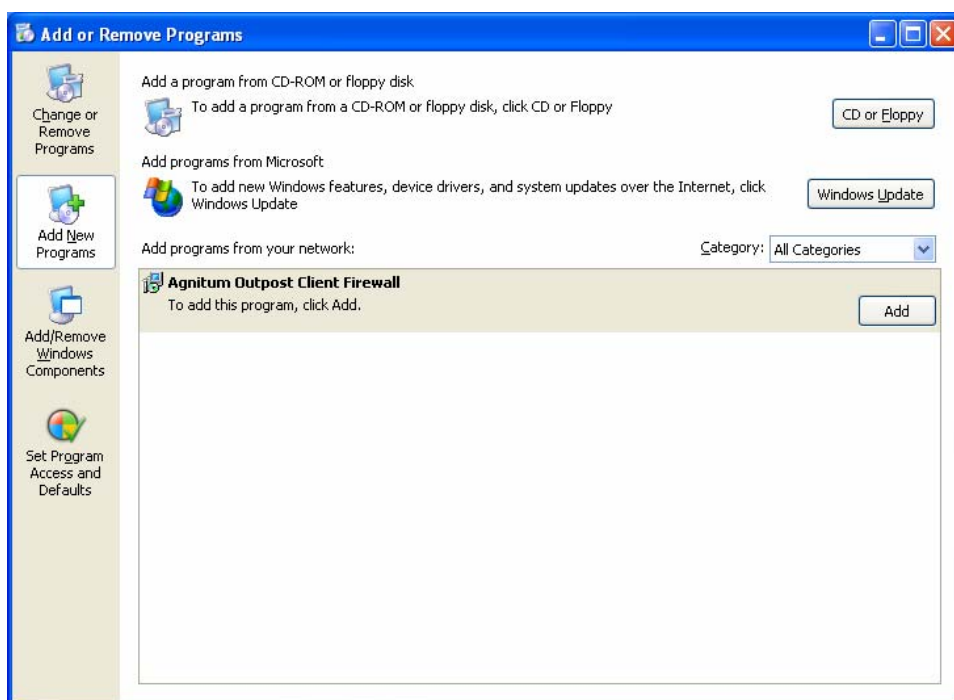 Add or Remove Programs
Change or
Remove
Programs
Add New
Programs
Add/Remove
Windows
Components
Set Program
Access and
Defaults
Add a program from CD-ROM or floppy disk
To add a program from a CD-ROM or floppy disk, click CD or Floppy
CD or Floppy
Add programs from Microsoft
To add new Windows features, device drivers, and system updates over the Internet, click
Windows Update
Windows Update
Add programs from your network:
Category:
All Categories
Agnitum Outpost Client Firewall
To add this program, click Add.
Add